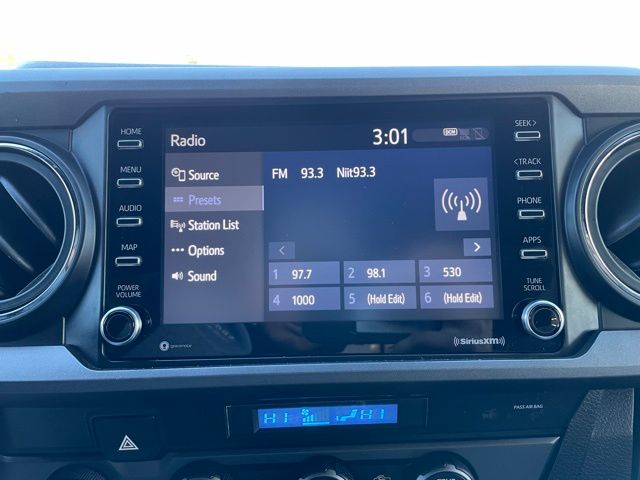 HOME
MENU
AUDIO
MAP
POWER
VOLUME
Radio
3:01
DCM
Source
Presets
Station List
Options
Sound
FM 93.3 Niit93.3
< >
1 97.7 2 98.1 3 530
4 1000 5 (Hold Edit) 6 (Hold Edit)
SEEK >
< TRACK
PHONE
APPS
TUNE
SCROLL
gracenote
((SiriusXM))
HI HI
PASS AIR BAG